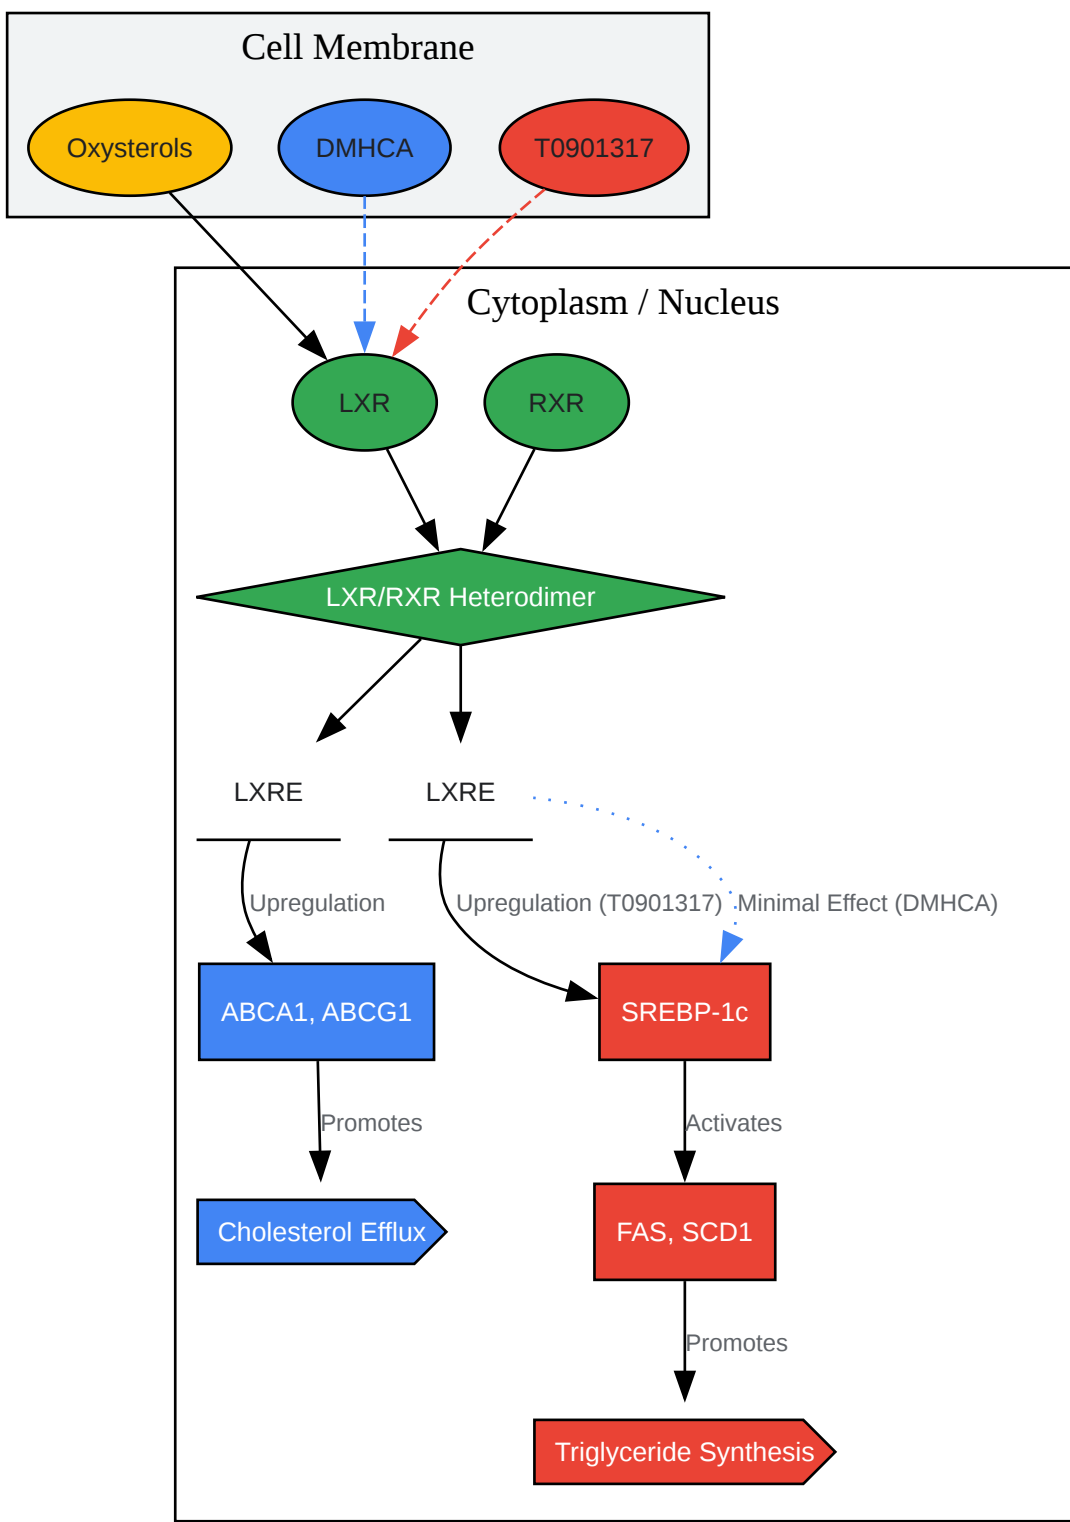 Cell Membrane
Oxysterols
DMHCA
T0901317
Cytoplasm / Nucleus
LXR
RXR
LXR/RXR Heterodimer
LXRE
LXRE
Upregulation
Upregulation (T0901317)
Minimal Effect (DMHCA)
ABCA1, ABCG1
SREBP-1c
Promotes
Activates
Cholesterol Efflux
FAS, SCD1
Promotes
Triglyceride Synthesis